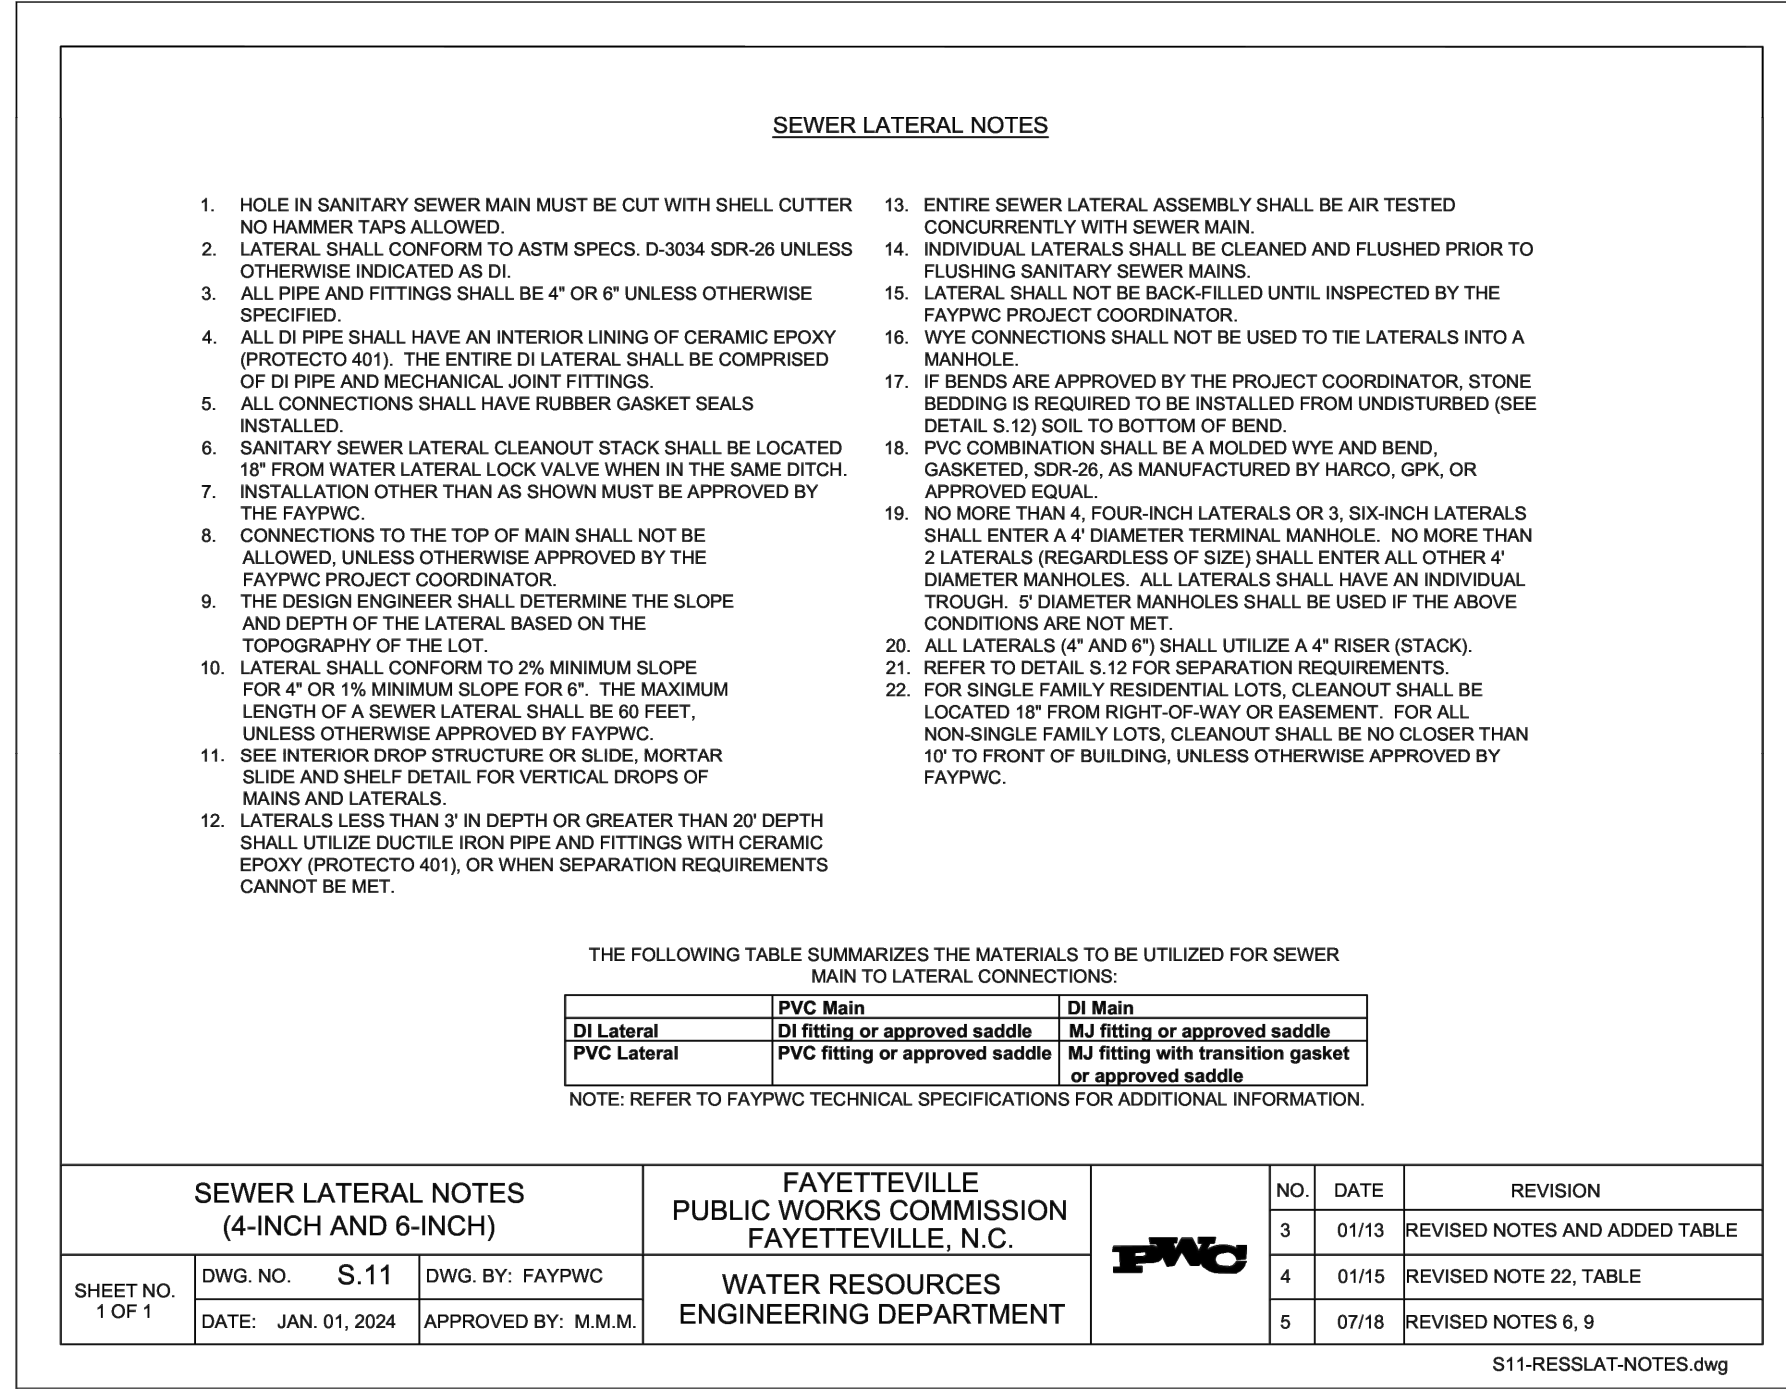 SEWER LATERAL NOTES
1. HOLE IN SANITARY SEWER MAIN MUST BE CUT WITH SHELL CUTTER
NO HAMMER TAPS ALLOWED.
2. LATERAL SHALL CONFORM TO ASTM SPECS. D-3034 SDR-26 UNLESS
OTHERWISE INDICATED AS DI.
3. ALL PIPE AND FITTINGS SHALL BE 4" OR 6" UNLESS OTHERWISE
SPECIFIED.
4. ALL DI PIPE SHALL HAVE AN INTERIOR LINING OF CERAMIC EPOXY
(PROTECTO 401). THE ENTIRE DI LATERAL SHALL BE COMPRISED
OF DI PIPE AND MECHANICAL JOINT FITTINGS.
5. ALL CONNECTIONS SHALL HAVE RUBBER GASKET SEALS
INSTALLED.
6. SANITARY SEWER LATERAL CLEANOUT STACK SHALL BE LOCATED
18" FROM WATER LATERAL LOCK VALVE WHEN IN THE SAME DITCH.
7. INSTALLATION OTHER THAN AS SHOWN MUST BE APPROVED BY
THE FAYPWC.
8. CONNECTIONS TO THE TOP OF MAIN SHALL NOT BE
ALLOWED, UNLESS OTHERWISE APPROVED BY THE
FAYPWC PROJECT COORDINATOR.
9. THE DESIGN ENGINEER SHALL DETERMINE THE SLOPE
AND DEPTH OF THE LATERAL BASED ON THE
TOPOGRAPHY OF THE LOT.
10. LATERAL SHALL CONFORM TO 2% MINIMUM SLOPE
FOR 4" OR 1% MINIMUM SLOPE FOR 6". THE MAXIMUM
LENGTH OF A SEWER LATERAL SHALL BE 60 FEET,
UNLESS OTHERWISE APPROVED BY FAYPWC.
11. SEE INTERIOR DROP STRUCTURE OR SLIDE, MORTAR
SLIDE AND SHELF DETAIL FOR VERTICAL DROPS OF
MAINS AND LATERALS.
12. LATERALS LESS THAN 3' IN DEPTH OR GREATER THAN 20' DEPTH
SHALL UTILIZE DUCTILE IRON PIPE AND FITTINGS WITH CERAMIC
EPOXY (PROTECTO 401), OR WHEN SEPARATION REQUIREMENTS
CANNOT BE MET.
13. ENTIRE SEWER LATERAL ASSEMBLY SHALL BE AIR TESTED
CONCURRENTLY WITH SEWER MAIN.
14. INDIVIDUAL LATERALS SHALL BE CLEANED AND FLUSHED PRIOR TO
FLUSHING SANITARY SEWER MAINS.
15. LATERAL SHALL NOT BE BACK-FILLED UNTIL INSPECTED BY THE
FAYPWC PROJECT COORDINATOR.
16. WYE CONNECTIONS SHALL NOT BE USED TO TIE LATERALS INTO A
MANHOLE.
17. IF BENDS ARE APPROVED BY THE PROJECT COORDINATOR, STONE
BEDDING IS REQUIRED TO BE INSTALLED FROM UNDISTURBED (SEE
DETAIL S.12) SOIL TO BOTTOM OF BEND.
18. PVC COMBINATION SHALL BE A MOLDED WYE AND BEND,
GASKETED, SDR-26, AS MANUFACTURED BY HARCO, GPK, OR
APPROVED EQUAL.
19. NO MORE THAN 4, FOUR-INCH LATERALS OR 3, SIX-INCH LATERALS
SHALL ENTER A 4' DIAMETER TERMINAL MANHOLE. NO MORE THAN
2 LATERALS (REGARDLESS OF SIZE) SHALL ENTER ALL OTHER 4'
DIAMETER MANHOLES. ALL LATERALS SHALL HAVE AN INDIVIDUAL
TROUGH. 5' DIAMETER MANHOLES SHALL BE USED IF THE ABOVE
CONDITIONS ARE NOT MET.
20. ALL LATERALS (4" AND 6") SHALL UTILIZE A 4" RISER (STACK).
21. REFER TO DETAIL S.12 FOR SEPARATION REQUIREMENTS.
22. FOR SINGLE FAMILY RESIDENTIAL LOTS, CLEANOUT SHALL BE
LOCATED 18" FROM RIGHT-OF-WAY OR EASEMENT. FOR ALL
NON-SINGLE FAMILY LOTS, CLEANOUT SHALL BE NO CLOSER THAN
10' TO FRONT OF BUILDING, UNLESS OTHERWISE APPROVED BY
FAYPWC.
THE FOLLOWING TABLE SUMMARIZES THE MATERIALS TO BE UTILIZED FOR SEWER
MAIN TO LATERAL CONNECTIONS:
PVC Main DI Main
DI Lateral DI fitting or approved saddle MJ fitting or approved saddle
PVC Lateral PVC fitting or approved saddle MJ fitting with transition gasket
or approved saddle
NOTE: REFER TO FAYPWC TECHNICAL SPECIFICATIONS FOR ADDITIONAL INFORMATION.
SEWER LATERAL NOTES
(4-INCH AND 6-INCH)
SHEET NO.
1 OF 1
DWG. NO. S.11
DWG. BY: FAYPWC
DATE: JAN. 01, 2024
APPROVED BY: M.M.M.
FAYETTEVILLE
PUBLIC WORKS COMMISSION
FAYETTEVILLE, N.C.
WATER RESOURCES
ENGINEERING DEPARTMENT
PWC
NO. DATE REVISION
3 01/13 REVISED NOTES AND ADDED TABLE
4 01/15 REVISED NOTE 22, TABLE
5 07/18 REVISED NOTES 6, 9
S11-RESSLAT-NOTES.dwg